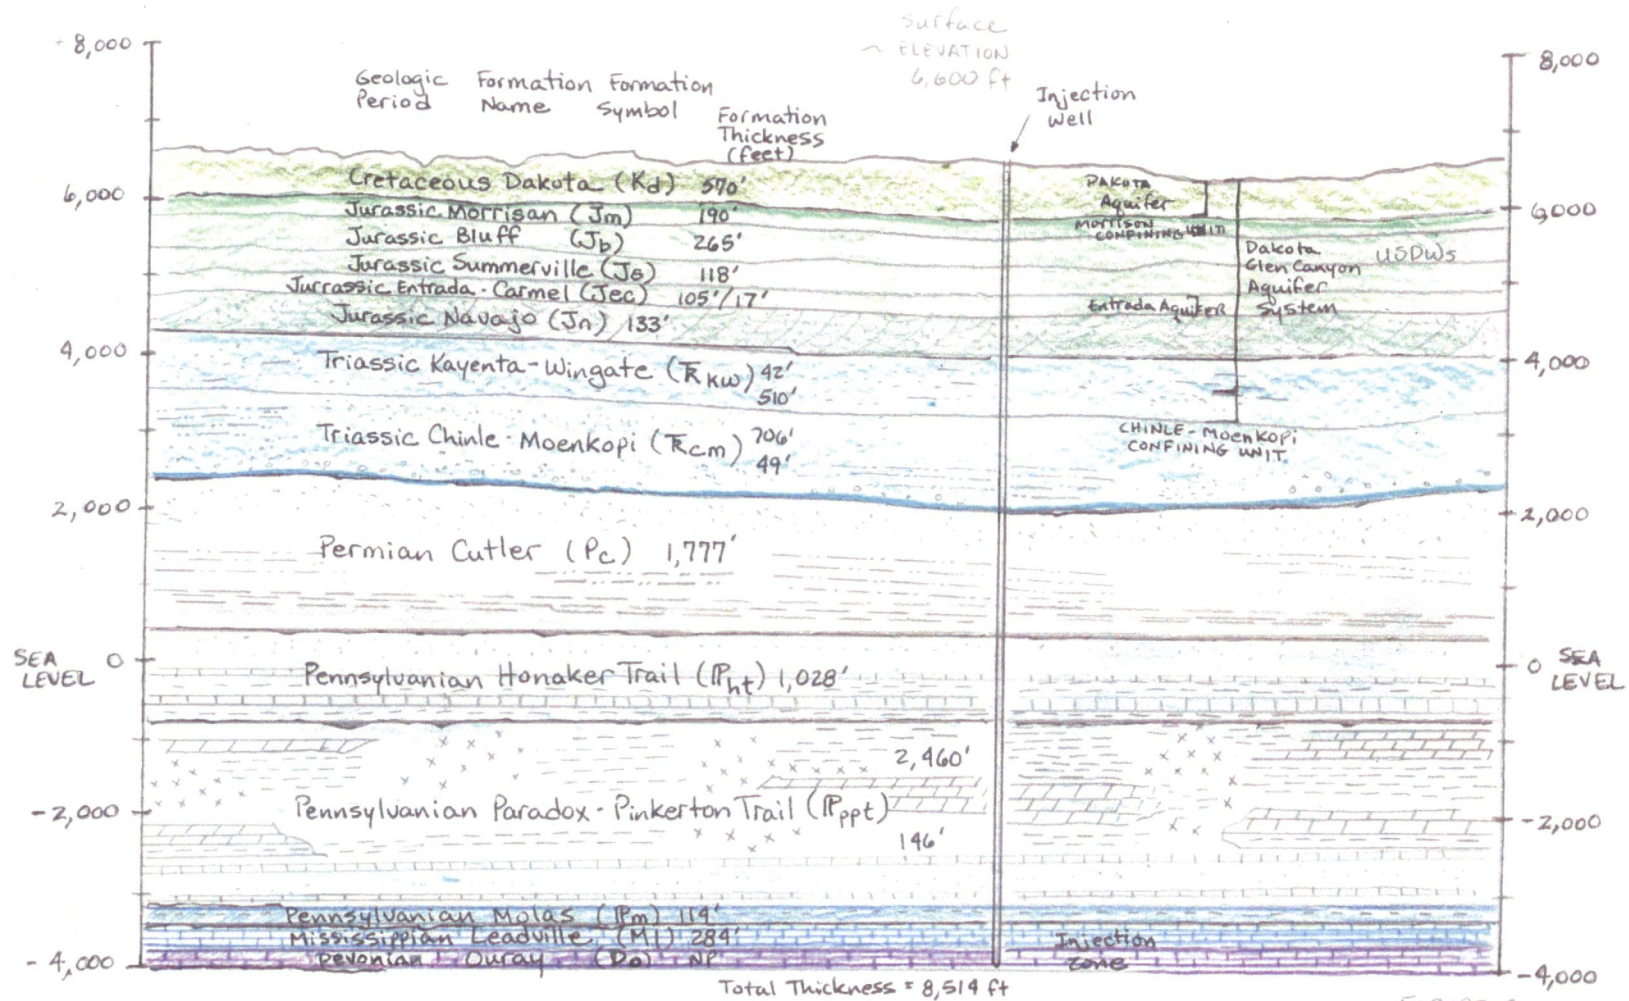 Surface
~ ELEVATION
6,600 ft
+ 8,000
8,000
Geologic Formation Formation
Period Name Symbol
Formation
Thickness
(feet)
Injection
Well
Cretaceous Dakota (Kd) 570'
DAKOTA
Aquifer
6,000
6,000
Jurassic Morrisan (Jm) 190'
Morrison
CONFINING UNIT
Jurassic Bluff (Jb) 265'
Dakota
Glen Canyon
Aquifer
System
USDWs
Jurassic Summerville (Js) 118'
Jurrassic Entrada - Carmel (Jec) 105'/17'
Entrada Aquifer
Jurassic Navajo (Jn) 133'
4,000
4,000
Triassic Kayenta - Wingate (TRKW) 42'
510'
Triassic Chinle - Moenkopi (TRcm) 706'
49'
CHINLE - Moenkopi
CONFINING UNIT
2,000
2,000
Permian Cutler (Pc) 1,777'
SEA
LEVEL
0
0
SEA
LEVEL
Pennsylvanian Honaker Trail (IPht) 1,028'
2,460'
- 2,000
-2,000
Pennsylvanian Paradox - Pinkerton Trail (IPppt)
146'
Pennsylvanian Molas (IPm) 114'
Mississippian Leadville (Ml) 284'
Devonian Ouray (Do) NP
Injection
Zone
- 4,000
-4,000
Total Thickness = 8,514 ft